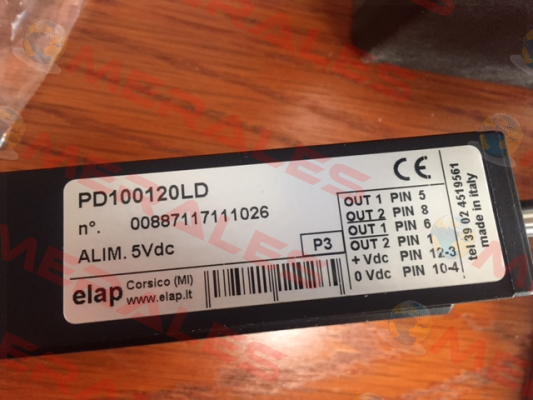 PD100120LD
n°. 00887117111026
ALIM. 5Vdc
P3
elap Corsico (MI)
www.elap.it
OUT 1 PIN 5
OUT 2 PIN 8
OUT 1 PIN 6
OUT 2 PIN 1
+ Vdc PIN 12-3
0 Vdc PIN 10-4
CE
tel 39 02 4519561
made in italy
MERALES